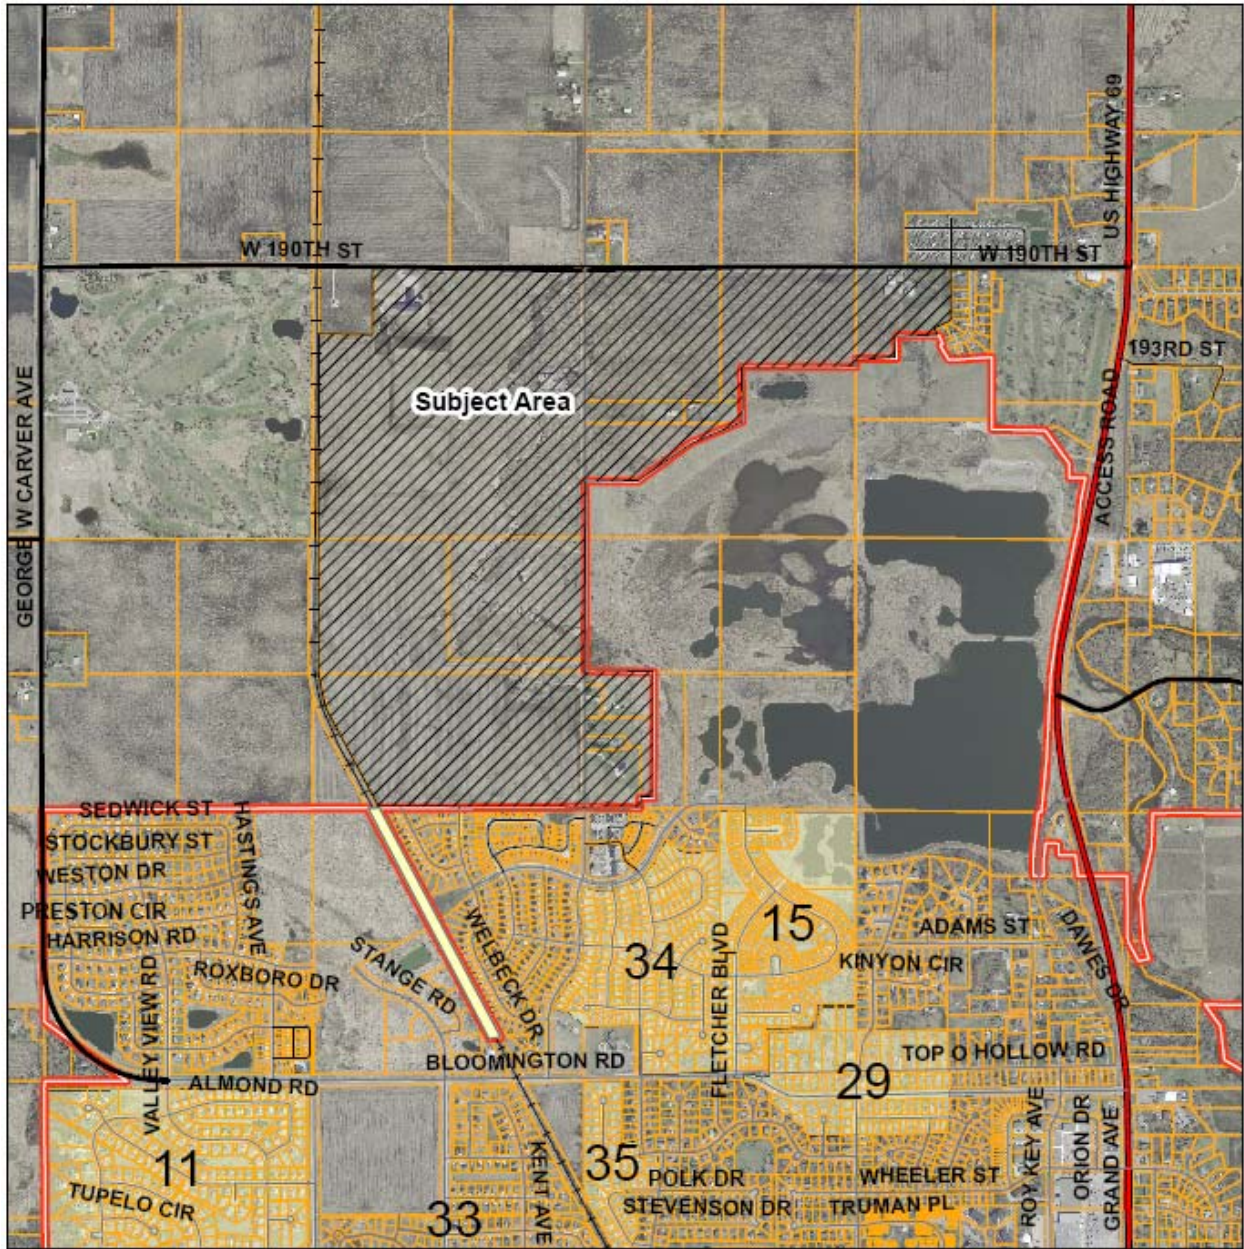 US HIGHWAY 69
W 190TH ST
W 190TH ST
193RD ST
Subject Area
GEORGE W CARVER AVE
ACCESS ROAD
SEDWICK ST
HASTINGS AVE
STOCKBURY ST
WESTON DR
PRESTON CIR
HARRISON RD
WELBECK DR
FLETCHER BLVD
15
ADAMS ST
DAWES DR
STANGE RD
34
KINYON CIR
ROXBORO DR
VALLEY VIEW RD
BLOOMINGTON RD
TOP O HOLLOW RD
ALMOND RD
29
11
KENT AVE
35
POLK DR
WHEELER ST
ROY KEY AVE
ORION DR
GRAND AVE
TUPELO CIR
33
STEVENSON DR
TRUMAN PL